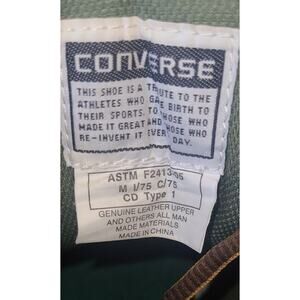 CONVERSE
THIS SHOE IS A TRIBUTE TO THE
ATHLETES WHO GAVE BIRTH TO
THEIR SPORTS. TO THOSE WHO
MADE IT GREAT AND THOSE WHO
RE-INVENT IT EVERY DAY.
ASTM F2413-05
M I/75 C/75
CD Type 1
GENUINE LEATHER UPPER
AND OTHERS ALL MAN
MADE MATERIALS
MADE IN CHINA